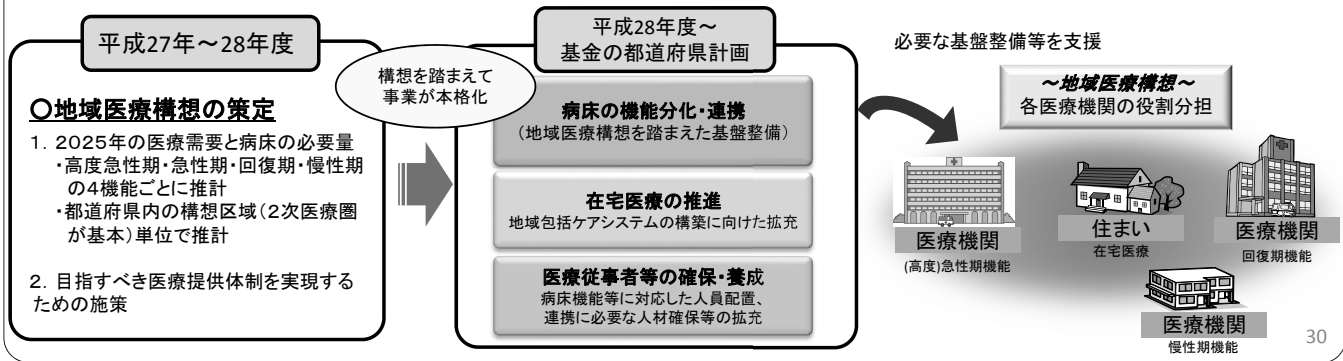 平成27年～28年度
〇地域医療構想の策定
1．2025年の医療需要と病床の必要量
・高度急性期・急性期・回復期・慢性期
の4機能ごとに推計
・都道府県内の構想区域（2次医療圏
が基本）単位で推計
2．目指すべき医療提供体制を実現する
ための施策
構想を踏まえて
事業が本格化
平成28年度～
基金の都道府県計画
病床の機能分化・連携
（地域医療構想を踏まえた基盤整備）
在宅医療の推進
地域包括ケアシステムの構築に向けた拡充
医療従事者等の確保・養成
病床機能等に対応した人員配置、
連携に必要な人材確保等の拡充
必要な基盤整備等を支援
～地域医療構想～
各医療機関の役割分担
医療機関
(高度)急性期機能
住まい
在宅医療
医療機関
回復期機能
医療機関
慢性期機能
30